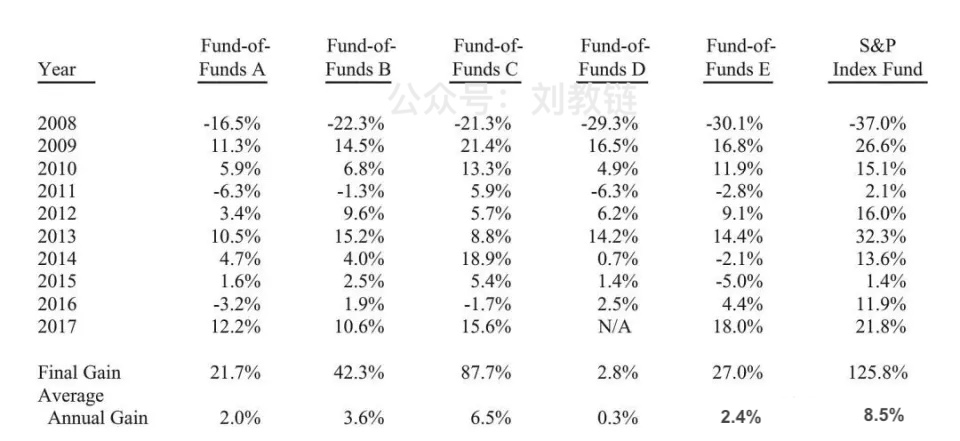 Fund-of- Fund-of- Fund-of- Fund-of- Fund-of- S&P
Year Funds A Funds B Funds C Funds D Funds E Index Fund
公众号：刘教链
2008 -16.5% -22.3% -21.3% -29.3% -30.1% -37.0%
2009 11.3% 14.5% 21.4% 16.5% 16.8% 26.6%
2010 5.9% 6.8% 13.3% 4.9% 11.9% 15.1%
2011 -6.3% -1.3% 5.9% -6.3% -2.8% 2.1%
2012 3.4% 9.6% 5.7% 6.2% 9.1% 16.0%
2013 10.5% 15.2% 8.8% 14.2% 14.4% 32.3%
2014 4.7% 4.0% 18.9% 0.7% -2.1% 13.6%
2015 1.6% 2.5% 5.4% 1.4% -5.0% 1.4%
2016 -3.2% 1.9% -1.7% 2.5% 4.4% 11.9%
2017 12.2% 10.6% 15.6% N/A 18.0% 21.8%
Final Gain 21.7% 42.3% 87.7% 2.8% 27.0% 125.8%
Average
Annual Gain 2.0% 3.6% 6.5% 0.3% 2.4% 8.5%